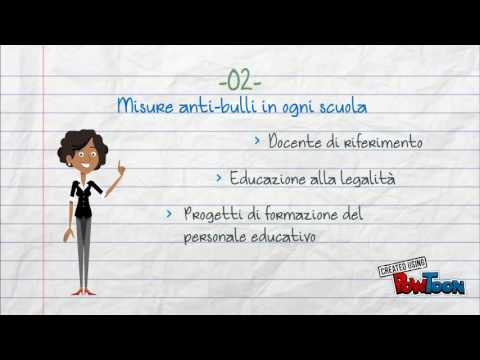 -02-
Misure anti-bulli in ogni scuola
> Docente di riferimento
> Educazione alla legalità
> Progetti di formazione del
personale educativo
CREATED USING
POWTOON